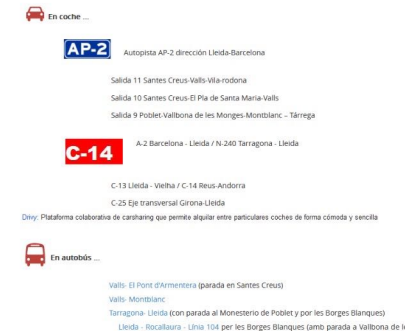 En coche ...
AP-2 Autopista AP-2 dirección Lleida-Barcelona
Salida 11 Santes Creus-Valls-Vila-rodona
Salida 10 Santes Creus-El Pla de Santa Maria-Valls
Salida 9 Poblet-Vallbona de les Monges-Montblanc – Tárrega
C-14 A-2 Barcelona - Lleida / N-240 Tarragona - Lleida
C-13 Lleida - Vielha / C-14 Reus-Andorra
C-25 Eje transversal Girona-Lleida
Drivy: Plataforma colaborativa de carsharing que permite alquilar entre particulares coches de forma cómoda y sencilla
En autobús ...
Valls- El Pont d'Armentera (parada en Santes Creus)
Valls- Montblanc
Tarragona- Lleida (con parada al Monesterio de Poblet y por les Borges Blanques)
Lleida - Rocallaura - Línia 104 per les Borges Blanques (amb parada a Vallbona de